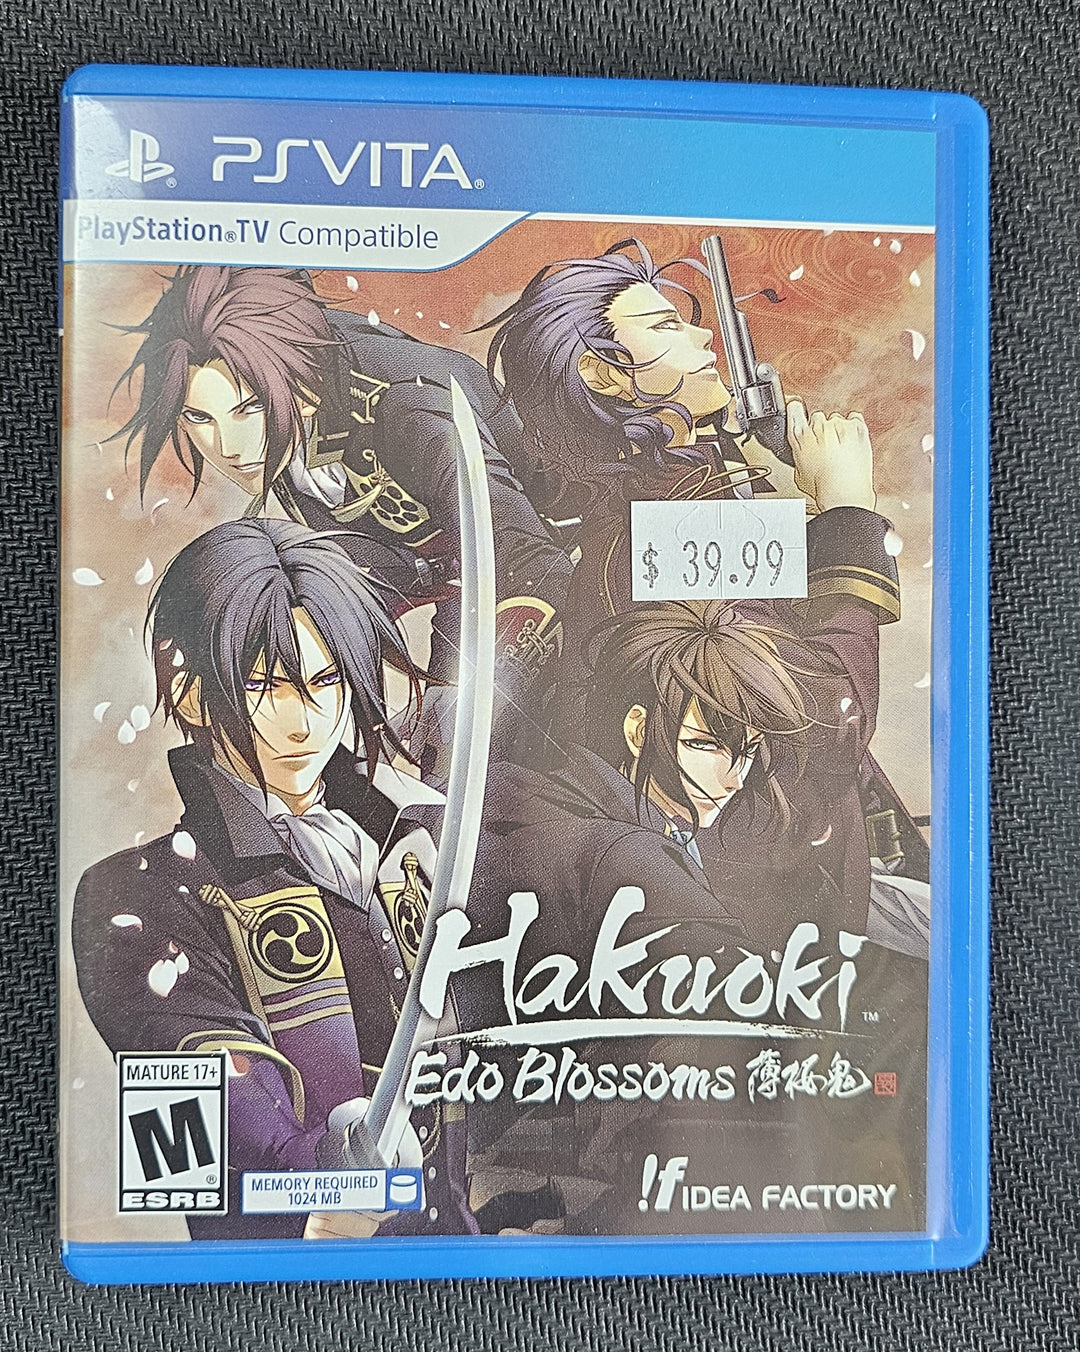 PSVITA®
PlayStation®TV Compatible
$ 39.99
Hakuoki™
Edo Blossoms 薄桜鬼
MATURE 17+
M®
ESRB
MEMORY REQUIRED
1024 MB
!f IDEA FACTORY